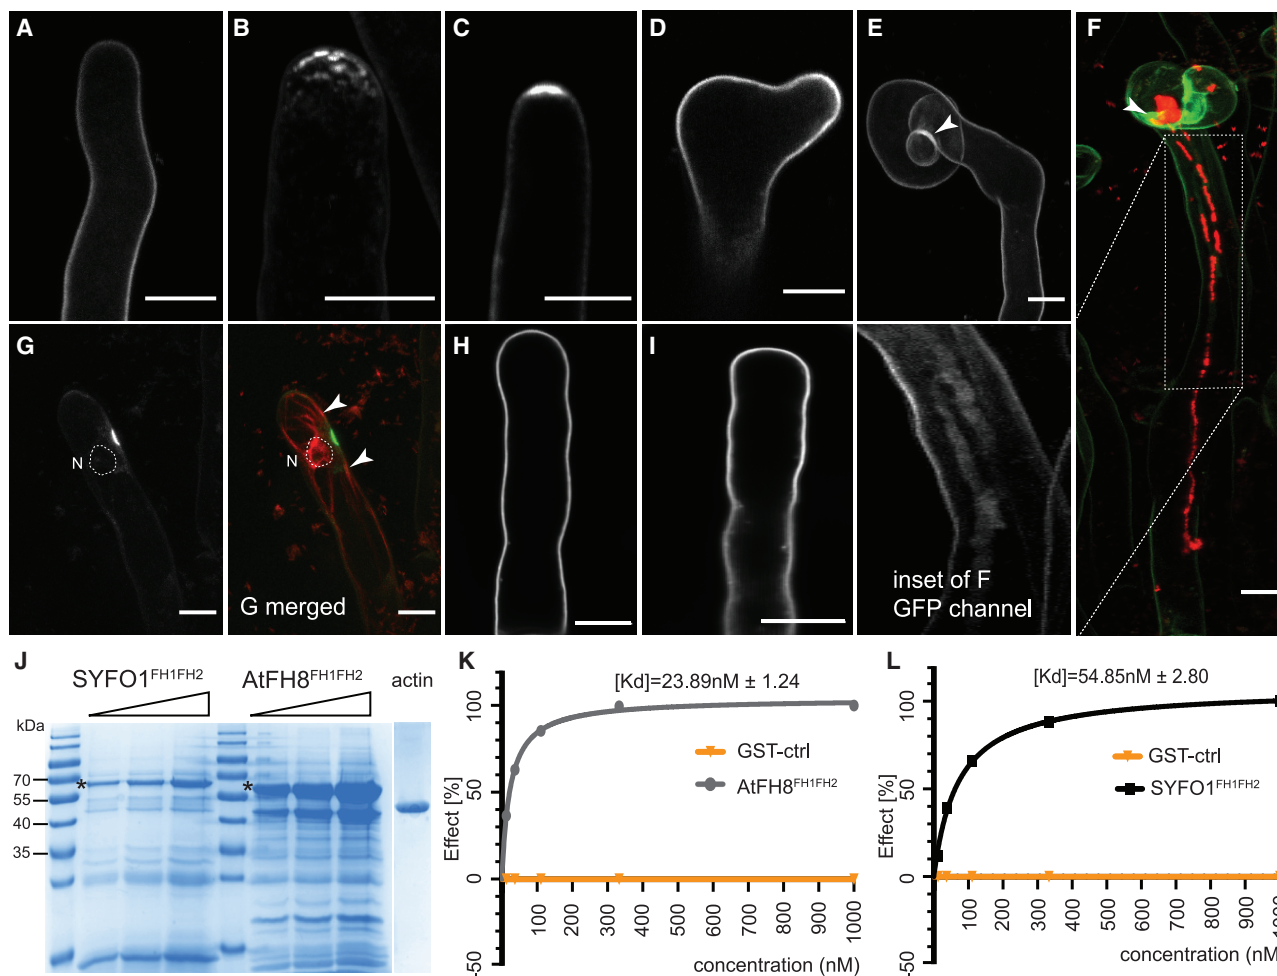 A
B
C
D
E
F
G
N
N
G merged
H
I
inset of F
GFP channel
J
SYFO1FH1FH2
AtFH8FH1FH2
actin
kDa
70
55
40
35
*
*
K
[Kd]=23.89nM ± 1.24
GST-ctrl
AtFH8FH1FH2
Effect [%]
100
50
0
-50
100
200
300
400
500
600
700
800
900
1000
concentration (nM)
L
[Kd]=54.85nM ± 2.80
GST-ctrl
SYFO1FH1FH2
Effect [%]
100
50
0
-50
100
200
300
400
500
600
700
800
900
concentration (nM)